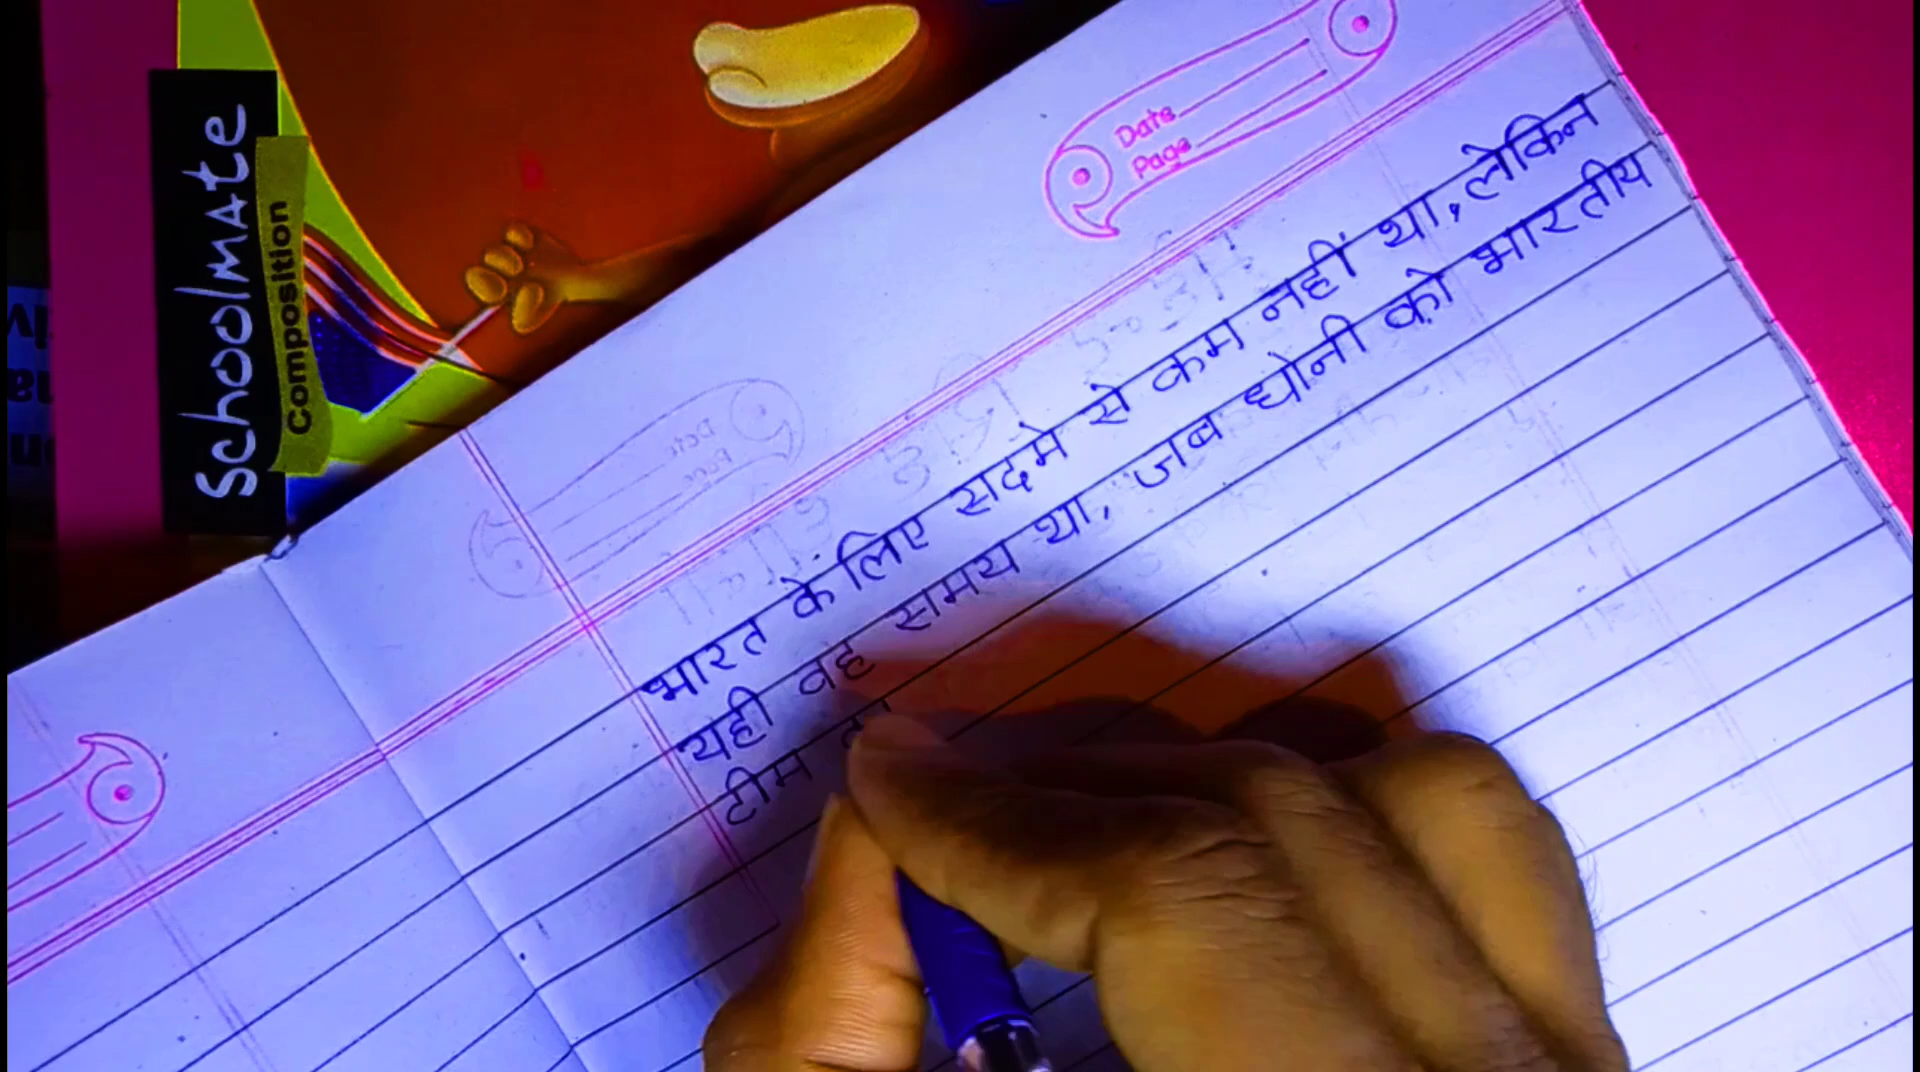 Schoolmate
Composition
Date
Page
भारत के लिए सदमे से कम नहीं था, लेकिन
यही वह समय था, जब धोनी को भारतीय
टीम